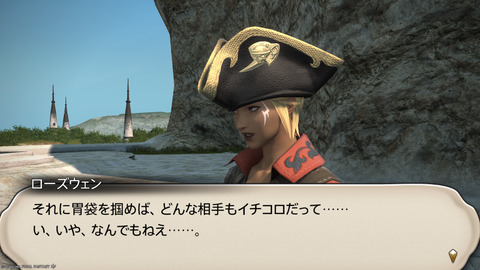 ローズウェン
それに胃袋を掴めば、どんな相手もイチコロだって……
い、いや、なんでもねえ……。